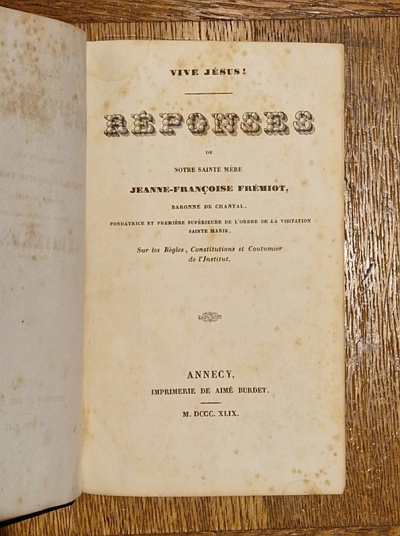 VIVE JÉSUS!
RÉPONSES
DE
NOTRE SAINTE MÈRE
JEANNE-FRANÇOISE FRÉMIOT,
BARONNE DE CHANTAL,
FONDATRICE ET PREMIÈRE SUPÉRIEURE DE L'ORDRE DE LA VISITATION
SAINTE MARIE,
Sur les Règles, Constitutions et Coutumier
de l'Institut.
ANNECY,
IMPRIMERIE DE AIMÉ BURDET.
M. DCCC. XLIX.